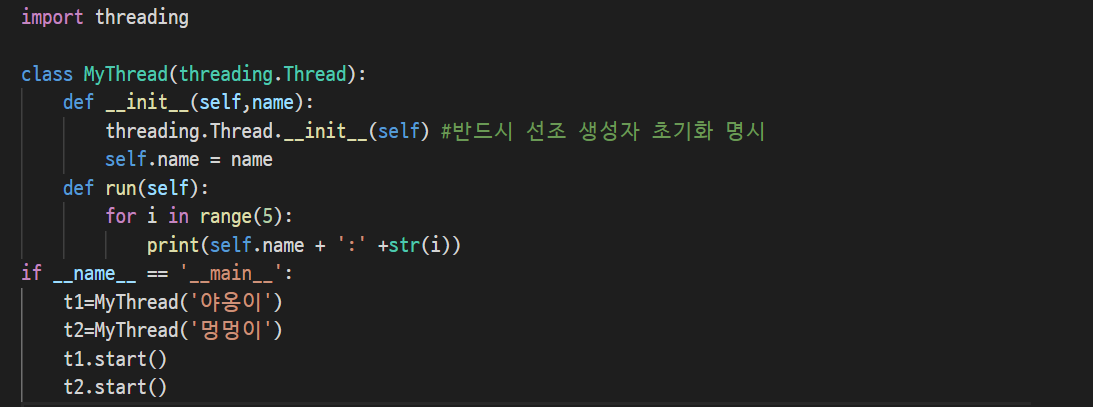 import threading
class MyThread(threading.Thread):
def __init__(self,name):
threading.Thread.__init__(self) #반드시 선조 생성자 초기화 명시
self.name = name
def run(self):
for i in range(5):
print(self.name + ':' +str(i))
if __name__ == '__main__':
t1=MyThread('야옹이')
t2=MyThread('멍멍이')
t1.start()
t2.start()